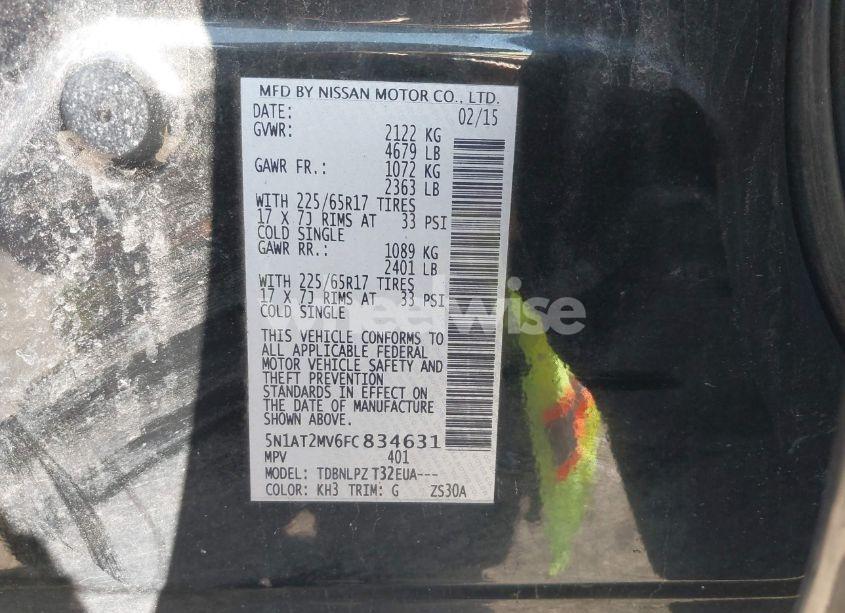 MFD BY NISSAN MOTOR CO., LTD.
DATE: 02/15
GVWR: 2122 KG
4679 LB
GAWR FR.: 1072 KG
2363 LB
WITH 225/65R17 TIRES
17 X 7J RIMS AT 33 PSI
COLD SINGLE
GAWR RR.: 1089 KG
2401 LB
WITH 225/65R17 TIRES
17 X 7J RIMS AT 33 PSI
COLD SINGLE
THIS VEHICLE CONFORMS TO
ALL APPLICABLE FEDERAL
MOTOR VEHICLE SAFETY AND
THEFT PREVENTION
STANDARDS IN EFFECT ON
THE DATE OF MANUFACTURE
SHOWN ABOVE.
5N1AT2MV6FC834631
MPV 401
MODEL: TDBNLPZ T32EUA---
COLOR: KH3 TRIM: G ZS30A